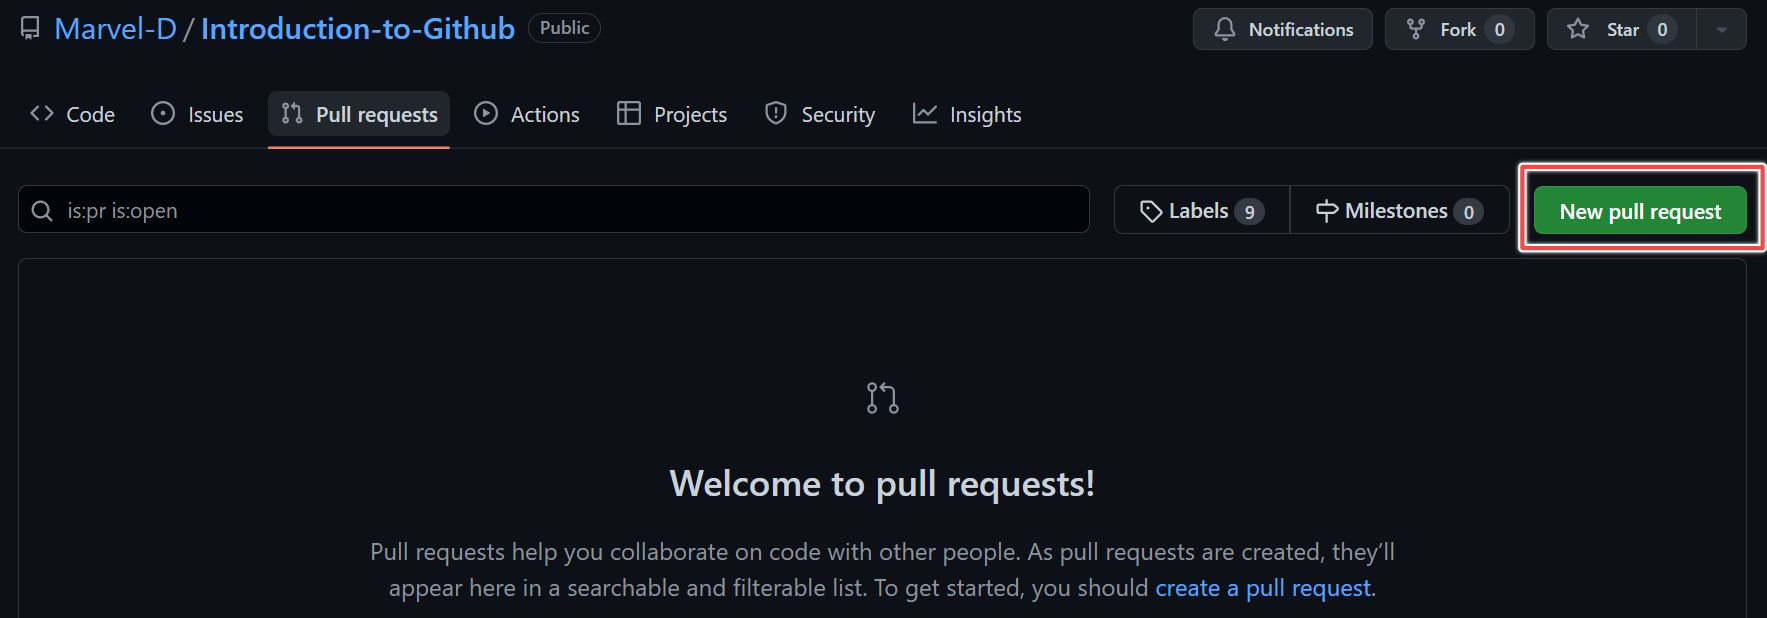 Marvel-D / Introduction-to-Github Public Notifications Fork 0 Star 0
Code Issues Pull requests Actions Projects Security Insights
is:pr is:open Labels 9 Milestones 0 New pull request
Welcome to pull requests!
Pull requests help you collaborate on code with other people. As pull requests are created, they’ll
appear here in a searchable and filterable list. To get started, you should create a pull request.